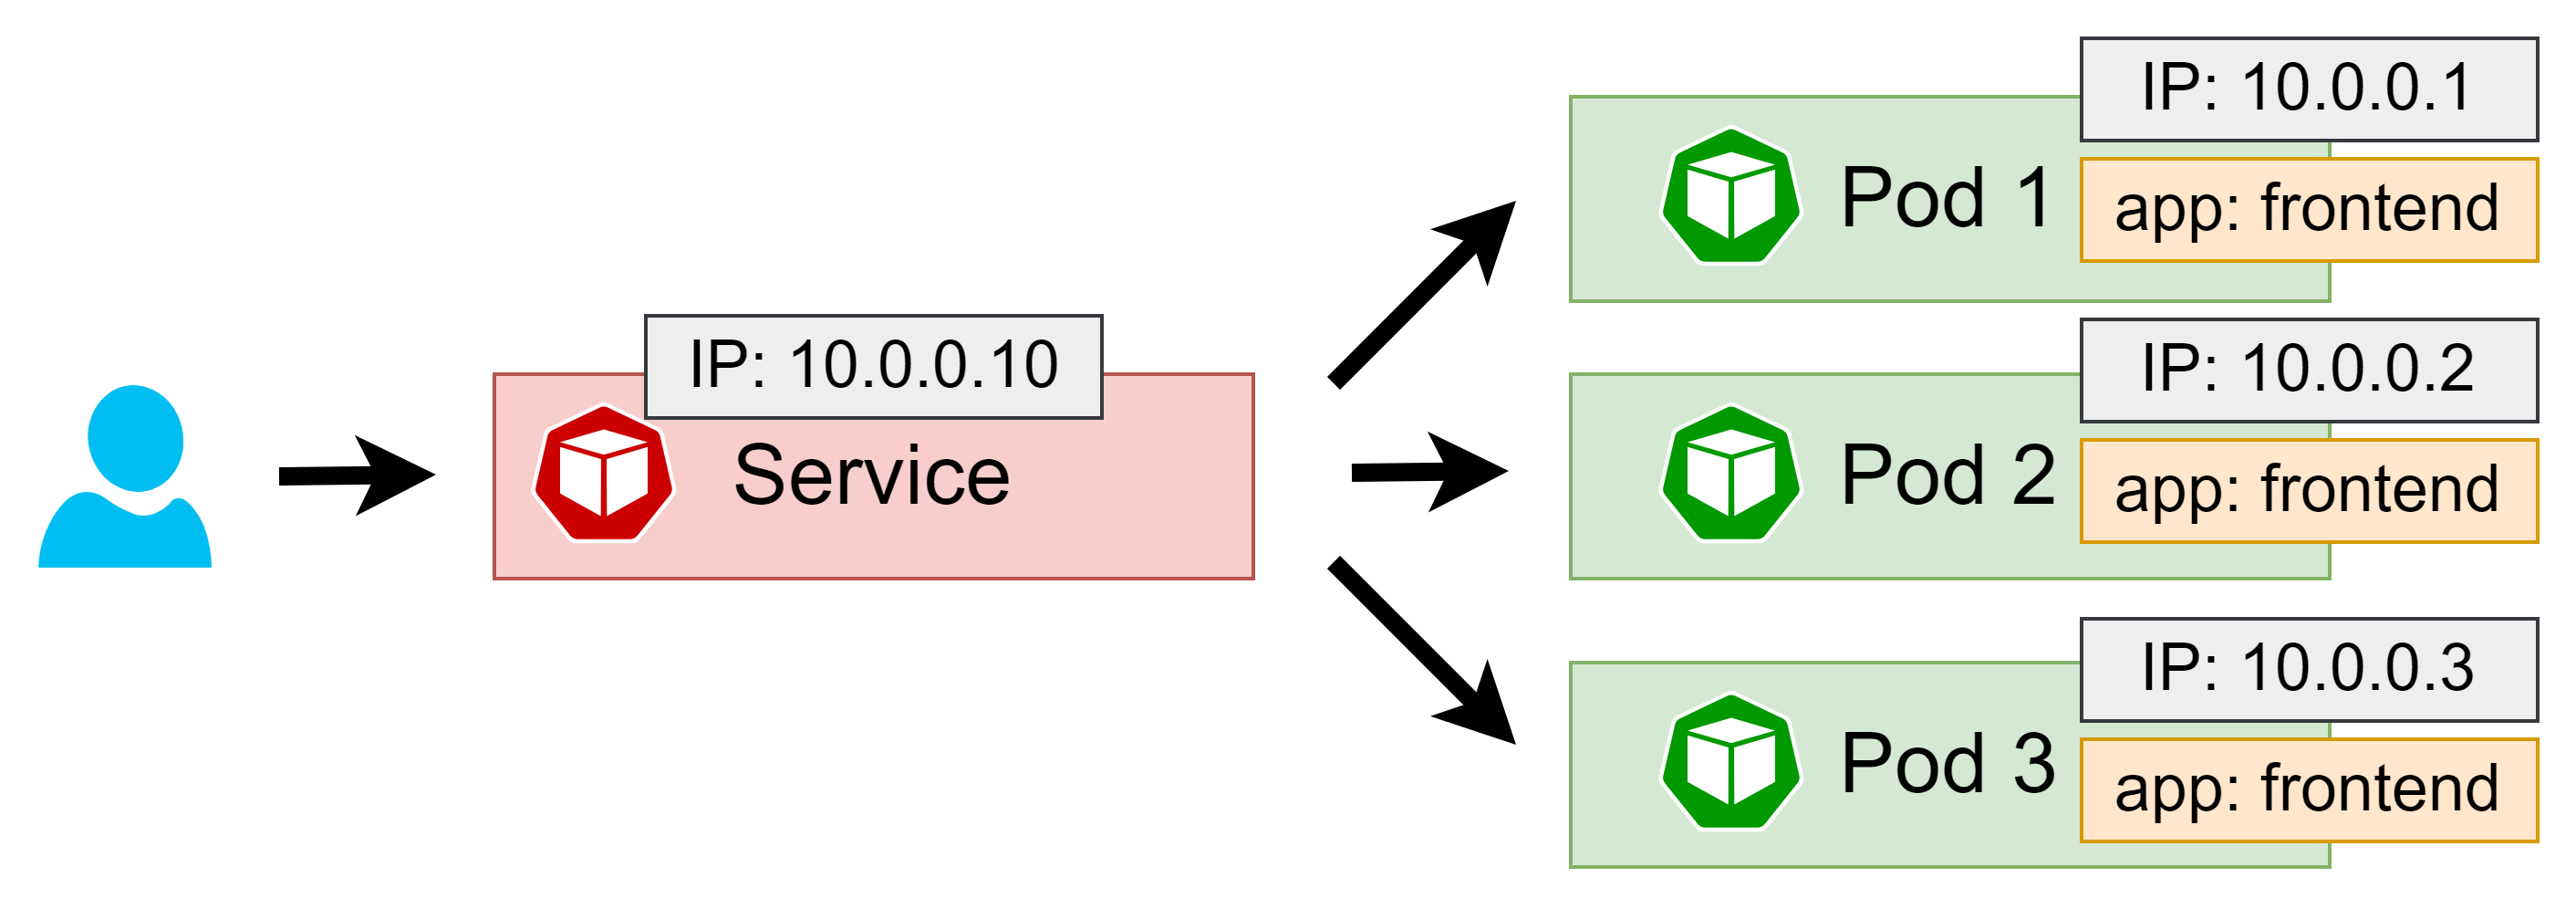 IP: 10.0.0.10
Service
IP: 10.0.0.1
Pod 1
app: frontend
IP: 10.0.0.2
Pod 2
app: frontend
IP: 10.0.0.3
Pod 3
app: frontend